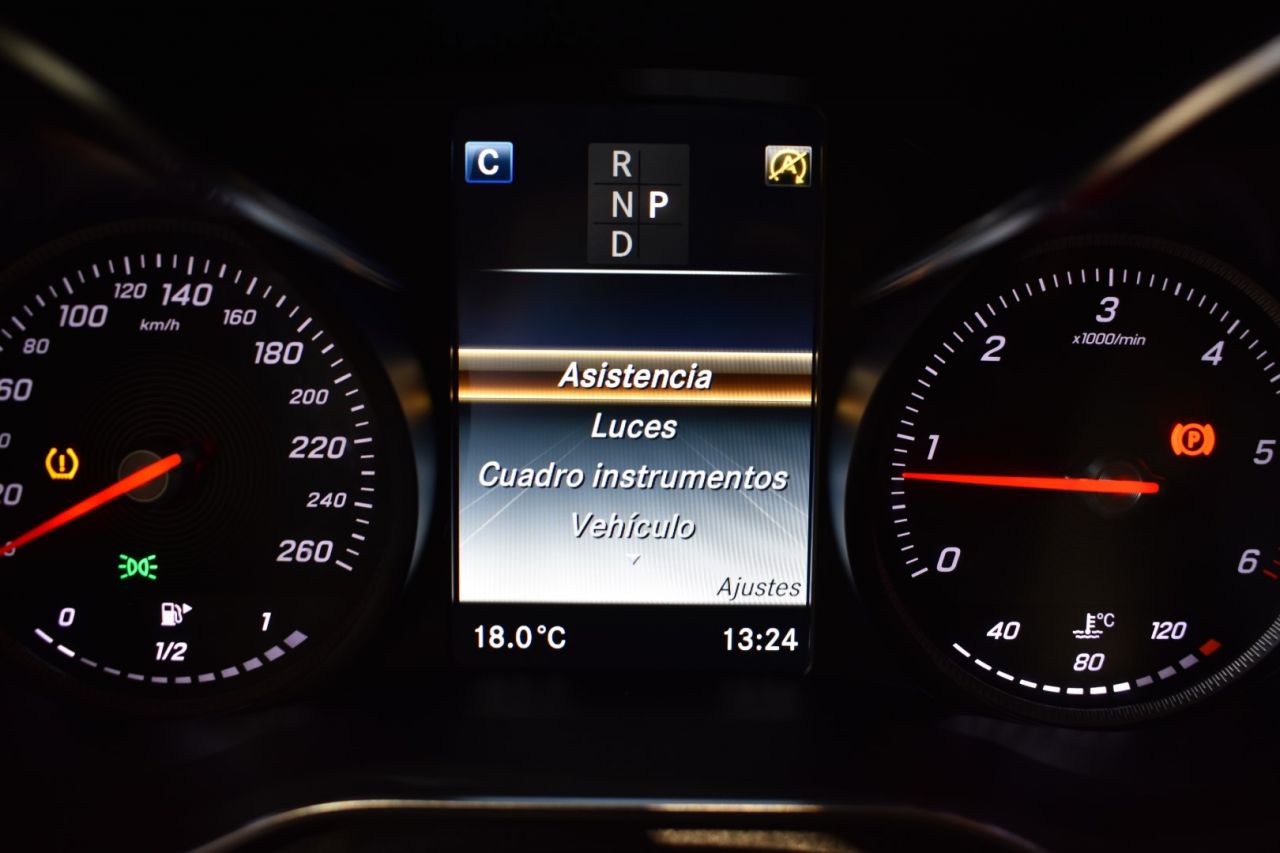 C
R
N P
D
A
60
80
100
120
140
160
180
200
220
240
260
km/h
0
1/2
1
Asistencia
Luces
Cuadro instrumentos
Vehículo
Ajustes
18.0°C
13:24
0
1
2
3
4
5
6
x1000/min
P
40
80
120
°C